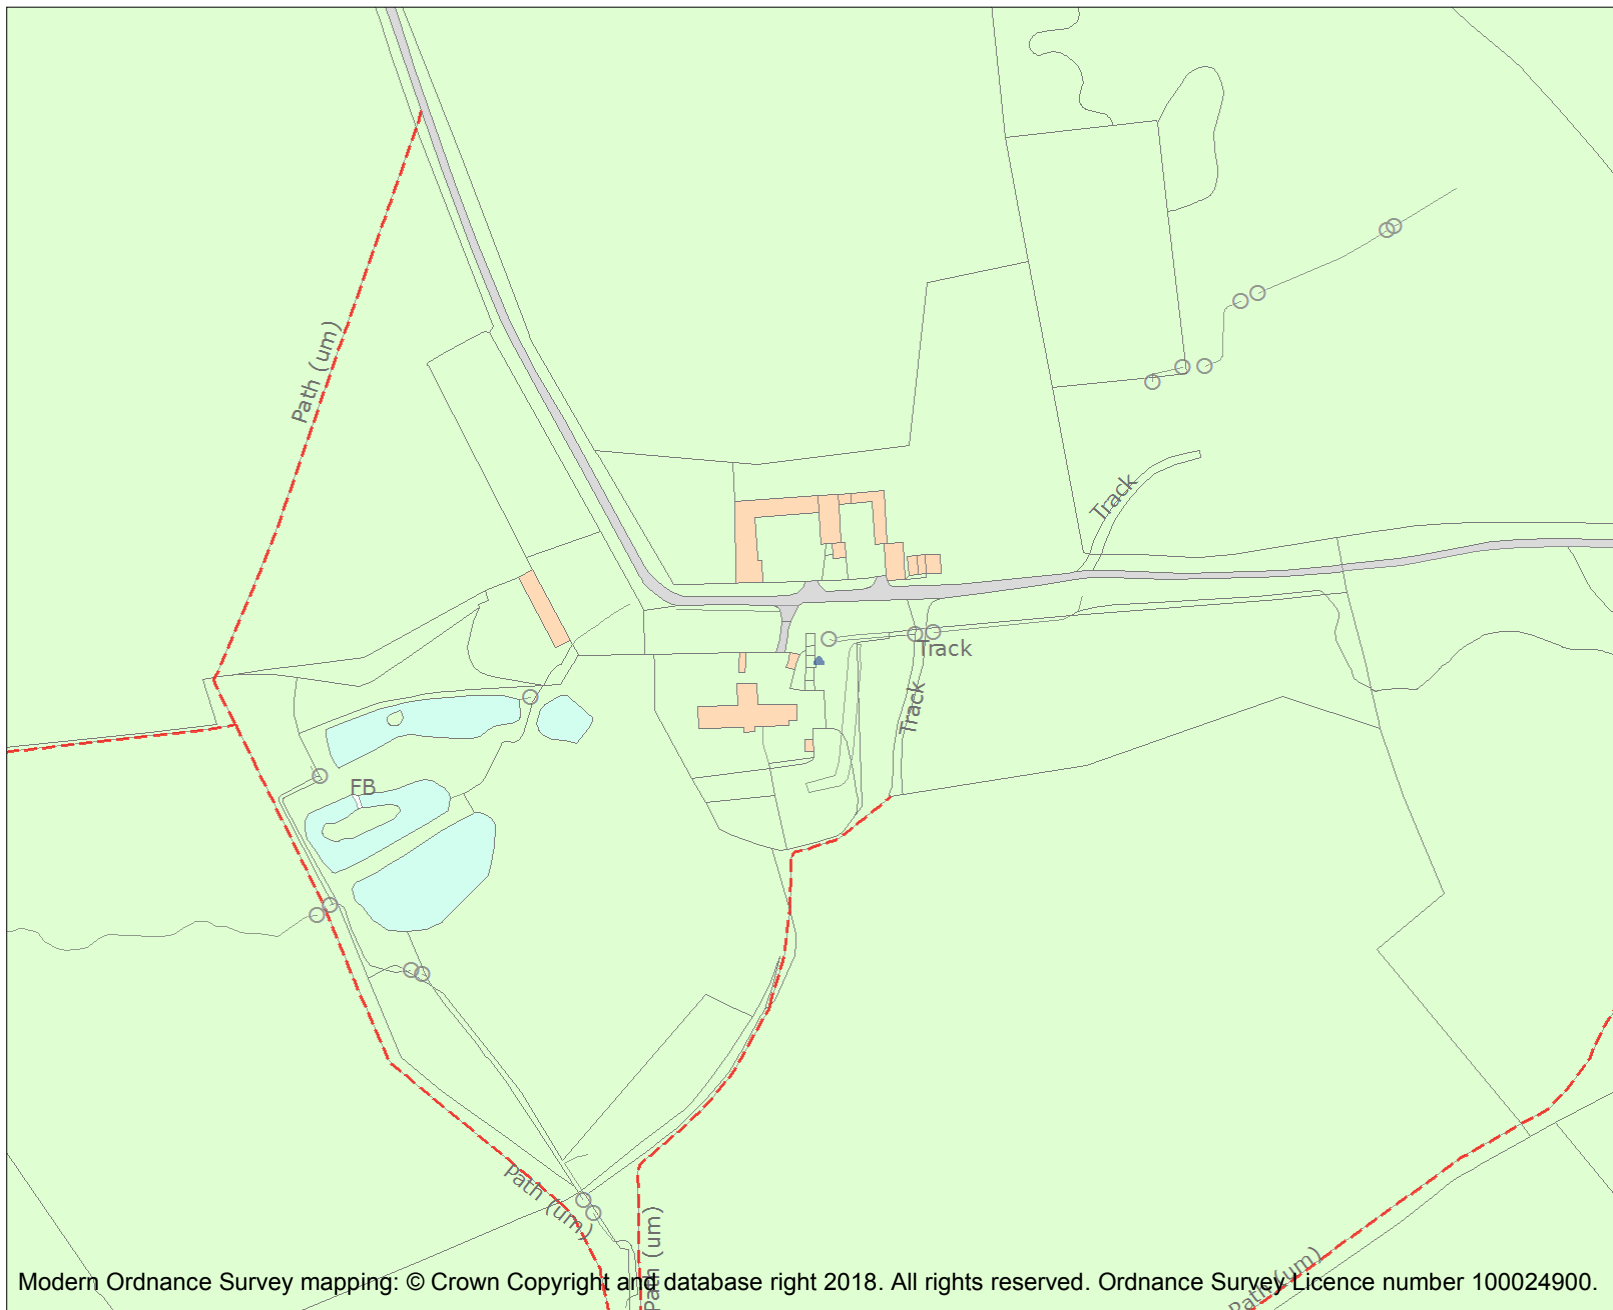 Path (um)
Track
Track
Track
FB
Path (um)
Path (um)
Path (um)
Modern Ordnance Survey mapping: © Crown Copyright and database right 2018. All rights reserved. Ordnance Survey Licence number 100024900.